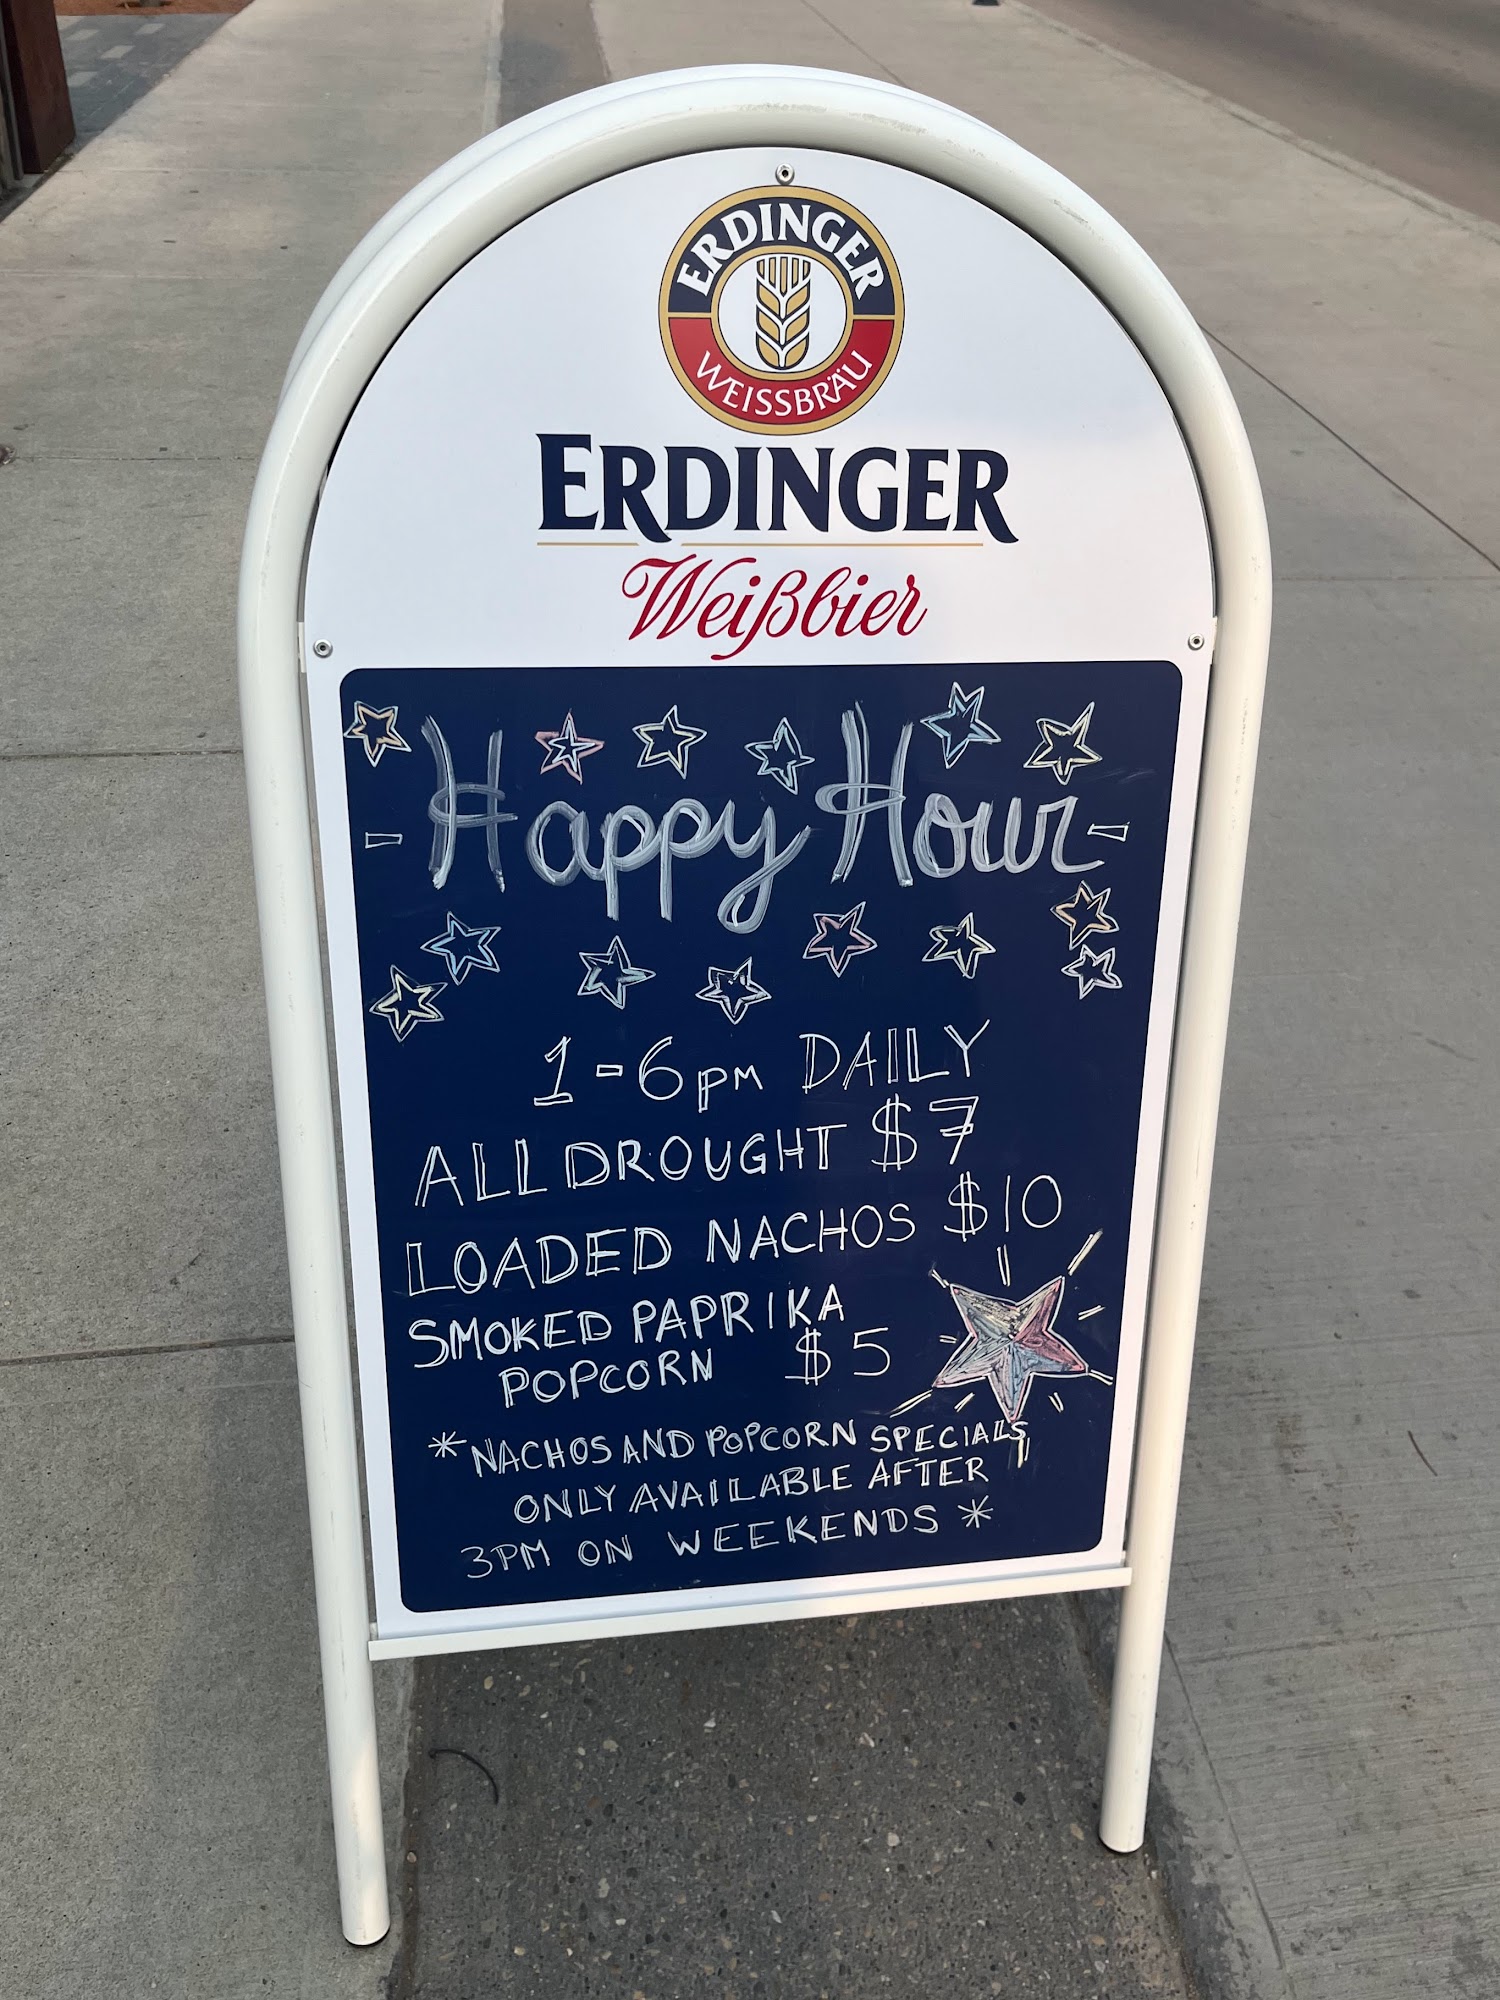 ERDINGER
WEISSBRÄU
ERDINGER
Weißbier
- Happy Hour -
1-6PM DAILY
ALL DROUGHT $7
LOADED NACHOS $10
SMOKED PAPRIKA
POPCORN $5
*NACHOS AND POPCORN SPECIALS
ONLY AVAILABLE AFTER
3PM ON WEEKENDS *